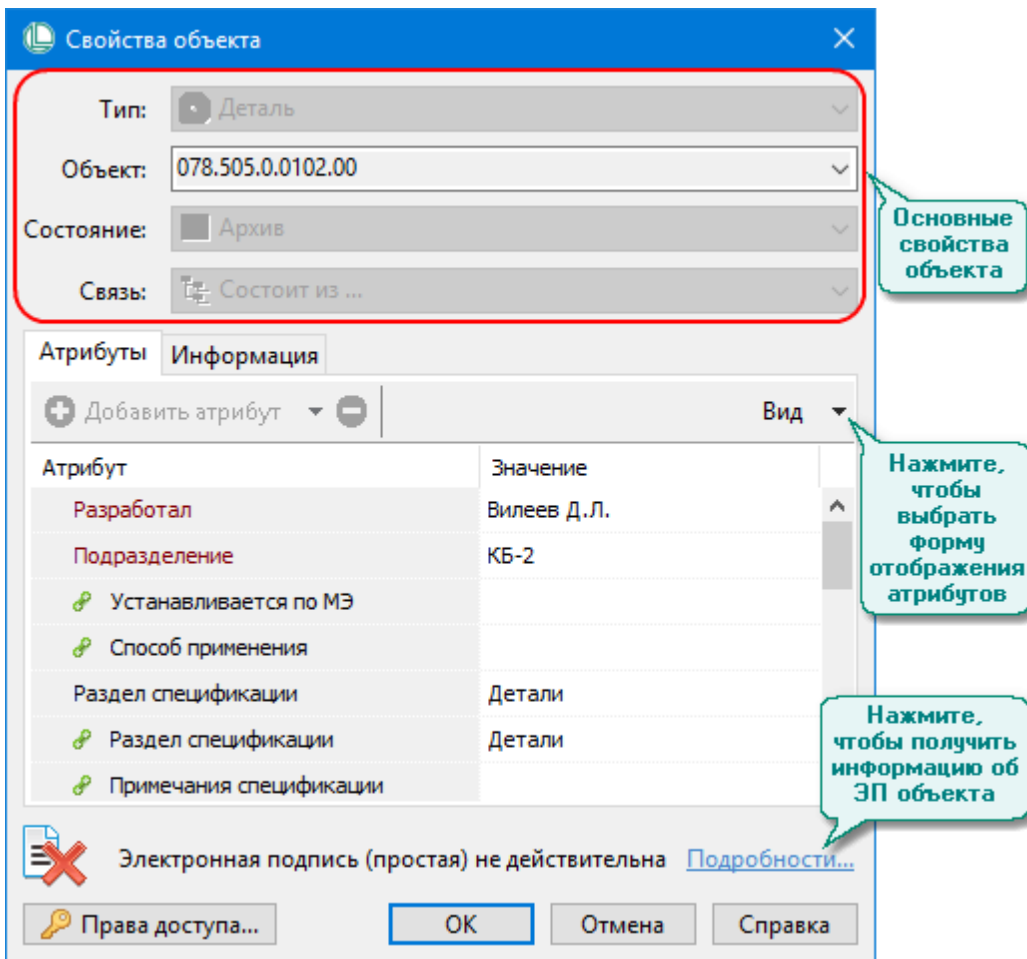 Свойства объекта
Тип: Деталь
Объект: 078.505.0.0102.00
Состояние: Архив
Связь: Состоит из ...
Основные
свойства
объекта
Атрибуты Информация
Добавить атрибут Вид
Атрибут Значение
Разработал Вилеев Д.Л.
Подразделение КБ-2
Устанавливается по МЭ
Способ применения
Раздел спецификации Детали
Раздел спецификации Детали
Примечания спецификации
Нажмите,
чтобы
выбрать
форму
отображения
атрибутов
Нажмите,
чтобы получить
информацию об
ЭП объекта
Электронная подпись (простая) не действительна Подробности...
Права доступа... ОК Отмена Справка